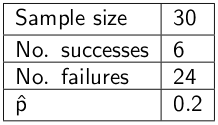 Sample size 30
No. successes 6
No. failures 24
p̂ 0.2